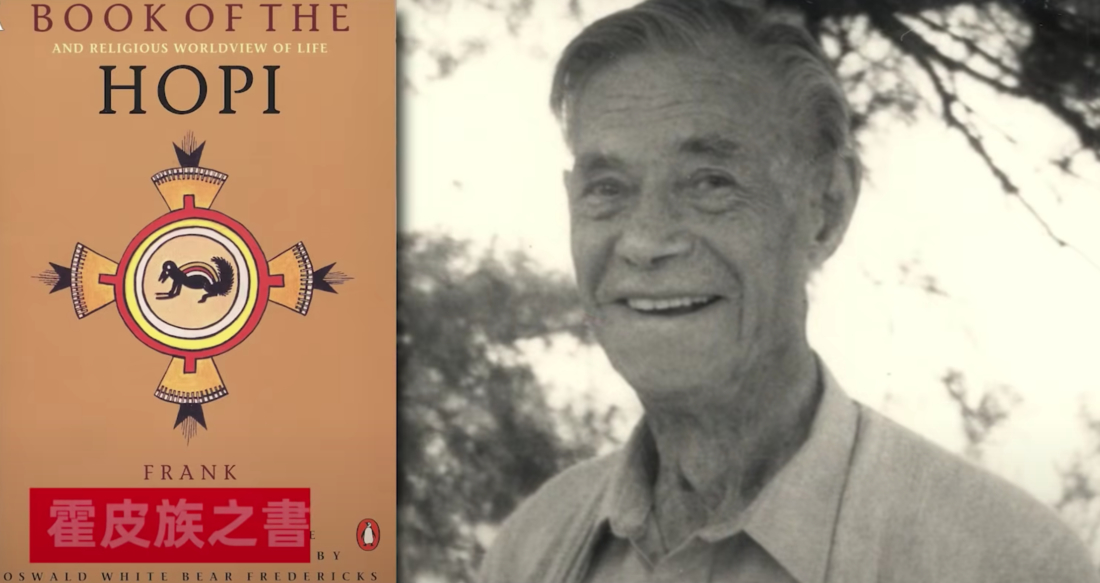 BOOK OF THE
AND RELIGIOUS WORLDVIEW OF LIFE
HOPI
FRANK
霍皮族之書
E
BY
OSWALD WHITE BEAR FREDERICKS